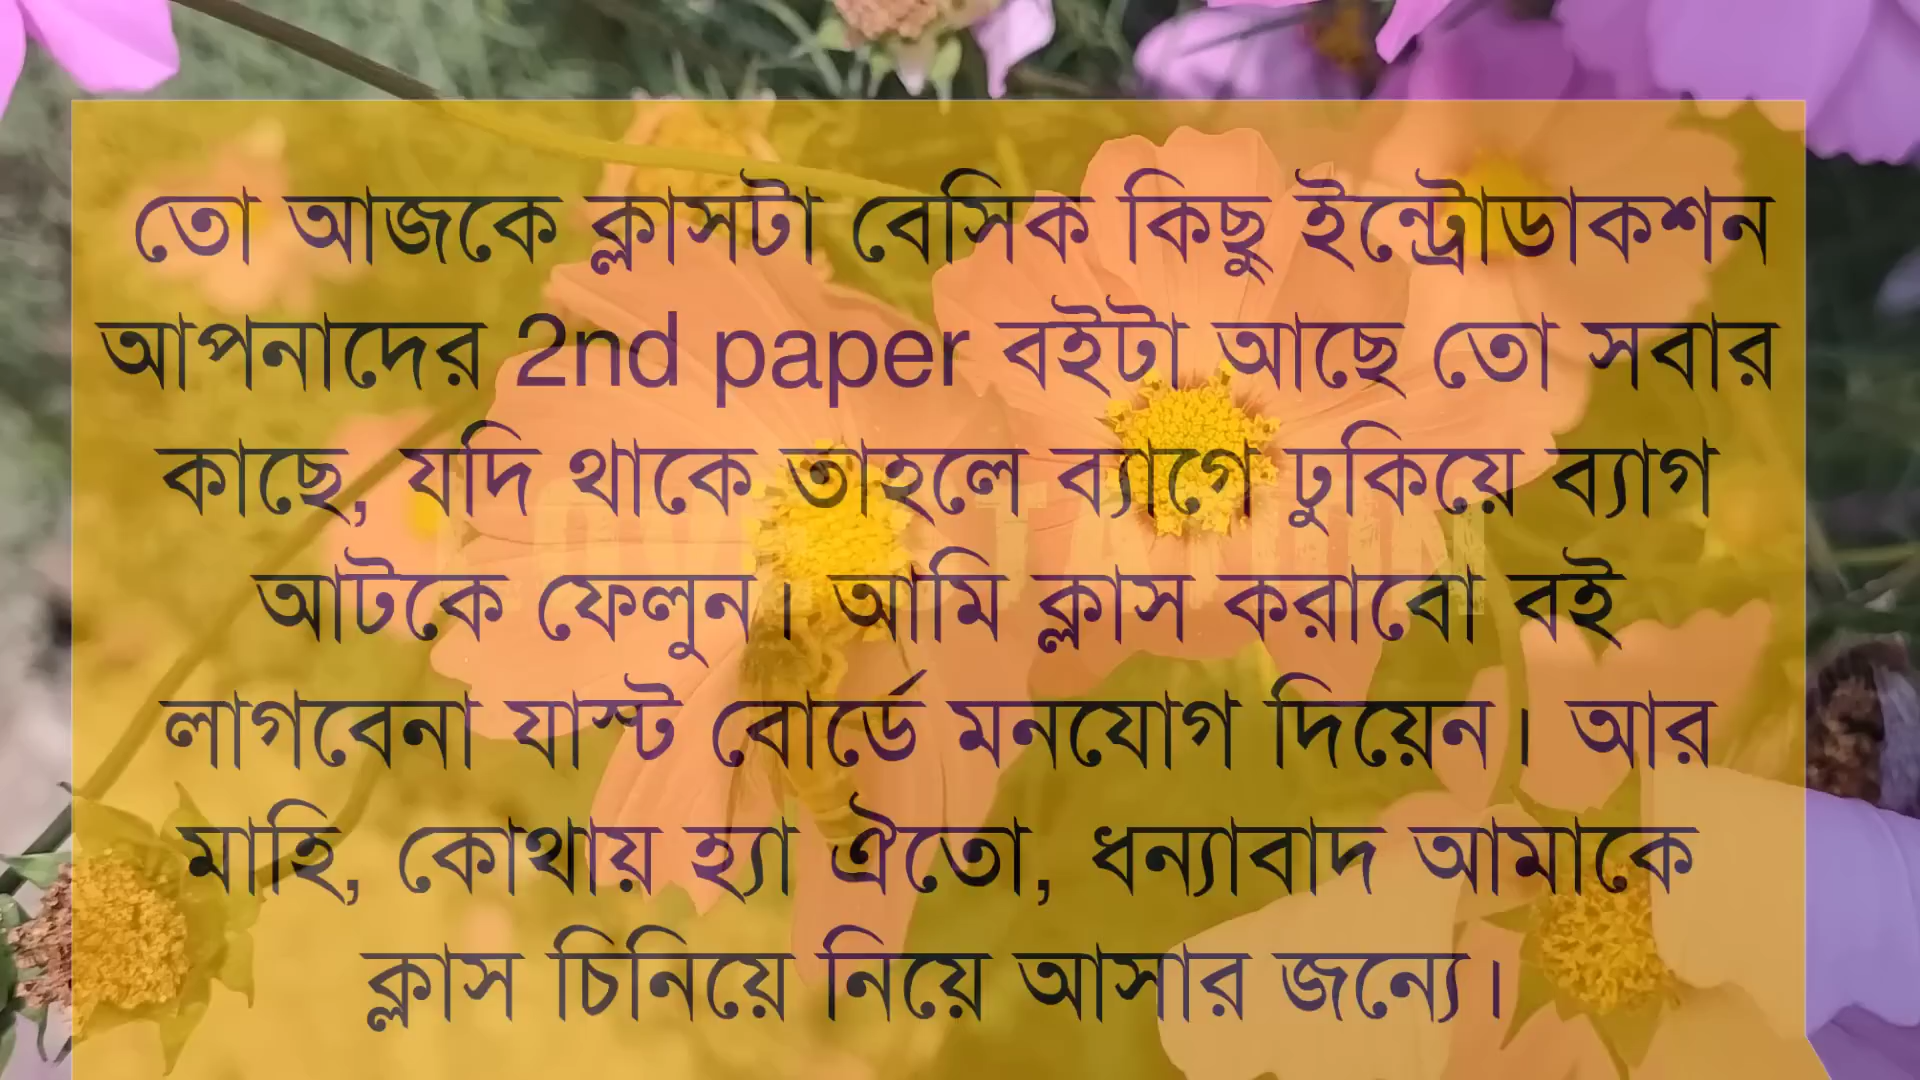 তো আজকে ক্লাসটা বেসিক কিছু ইন্ট্রোডাকশন
আপনাদের 2nd paper বইটা আছে তো সবার
কাছে, যদি থাকে তাহলে ব্যাগে ঢুকিয়ে ব্যাগ
আটকে ফেলুন। আমি ক্লাস করাবো বই
লাগবেনা যাস্ট বোর্ডে মনযোগ দিয়েন। আর
মাহি, কোথায় হ্যা ঐতো, ধন্যাবাদ আমাকে
ক্লাস চিনিয়ে নিয়ে আসার জন্যে।